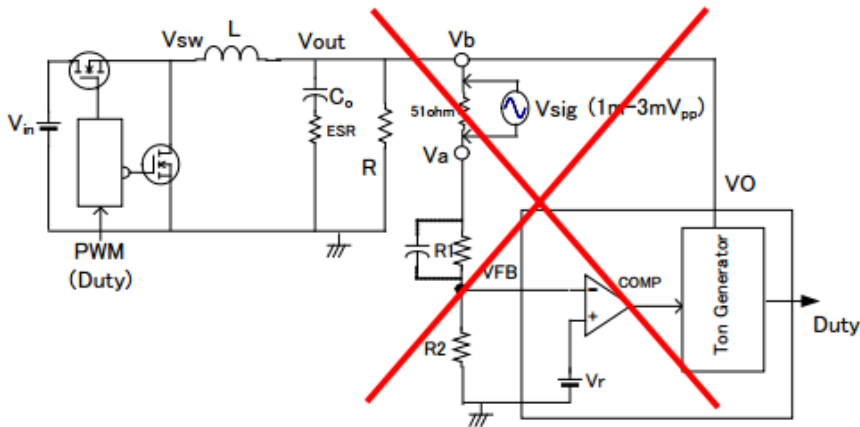 Vsw
L
Vout
Vb
Vin
Co
ESR
R
51ohm
Vsig (1m-3mVpp)
Va
VO
PWM
(Duty)
R1
VFB
COMP
Ton Generator
Duty
R2
Vr